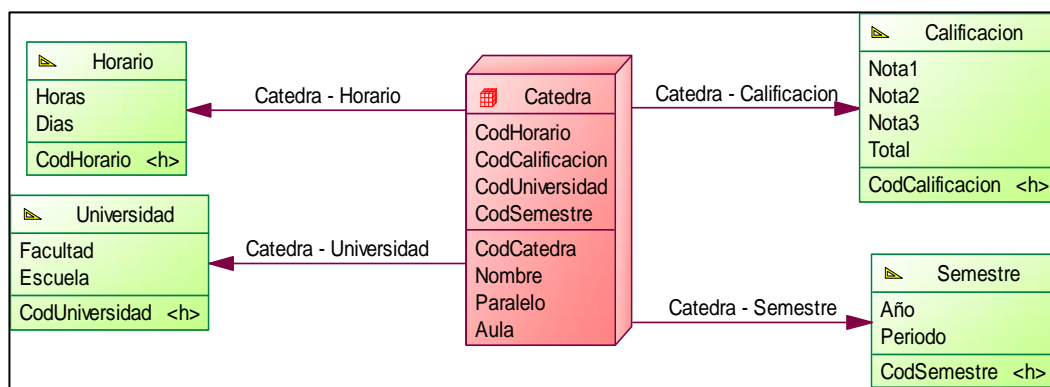 Horario
Horas
Dias
CodHorario <h>
Universidad
Facultad
Escuela
CodUniversidad <h>
Catedra - Horario
Catedra - Universidad
Catedra
CodHorario
CodCalificacion
CodUniversidad
CodSemestre
CodCatedra
Nombre
Paralelo
Aula
Catedra - Calificacion
Catedra - Semestre
Calificacion
Nota1
Nota2
Nota3
Total
CodCalificacion <h>
Semestre
Año
Periodo
CodSemestre <h>